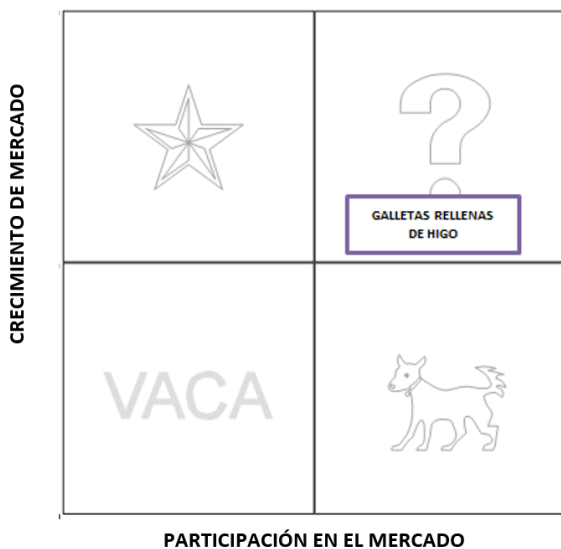 CRECIMIENTO DE MERCADO
?
GALLETAS RELLENAS
DE HIGO
VACA
PARTICIPACIÓN EN EL MERCADO